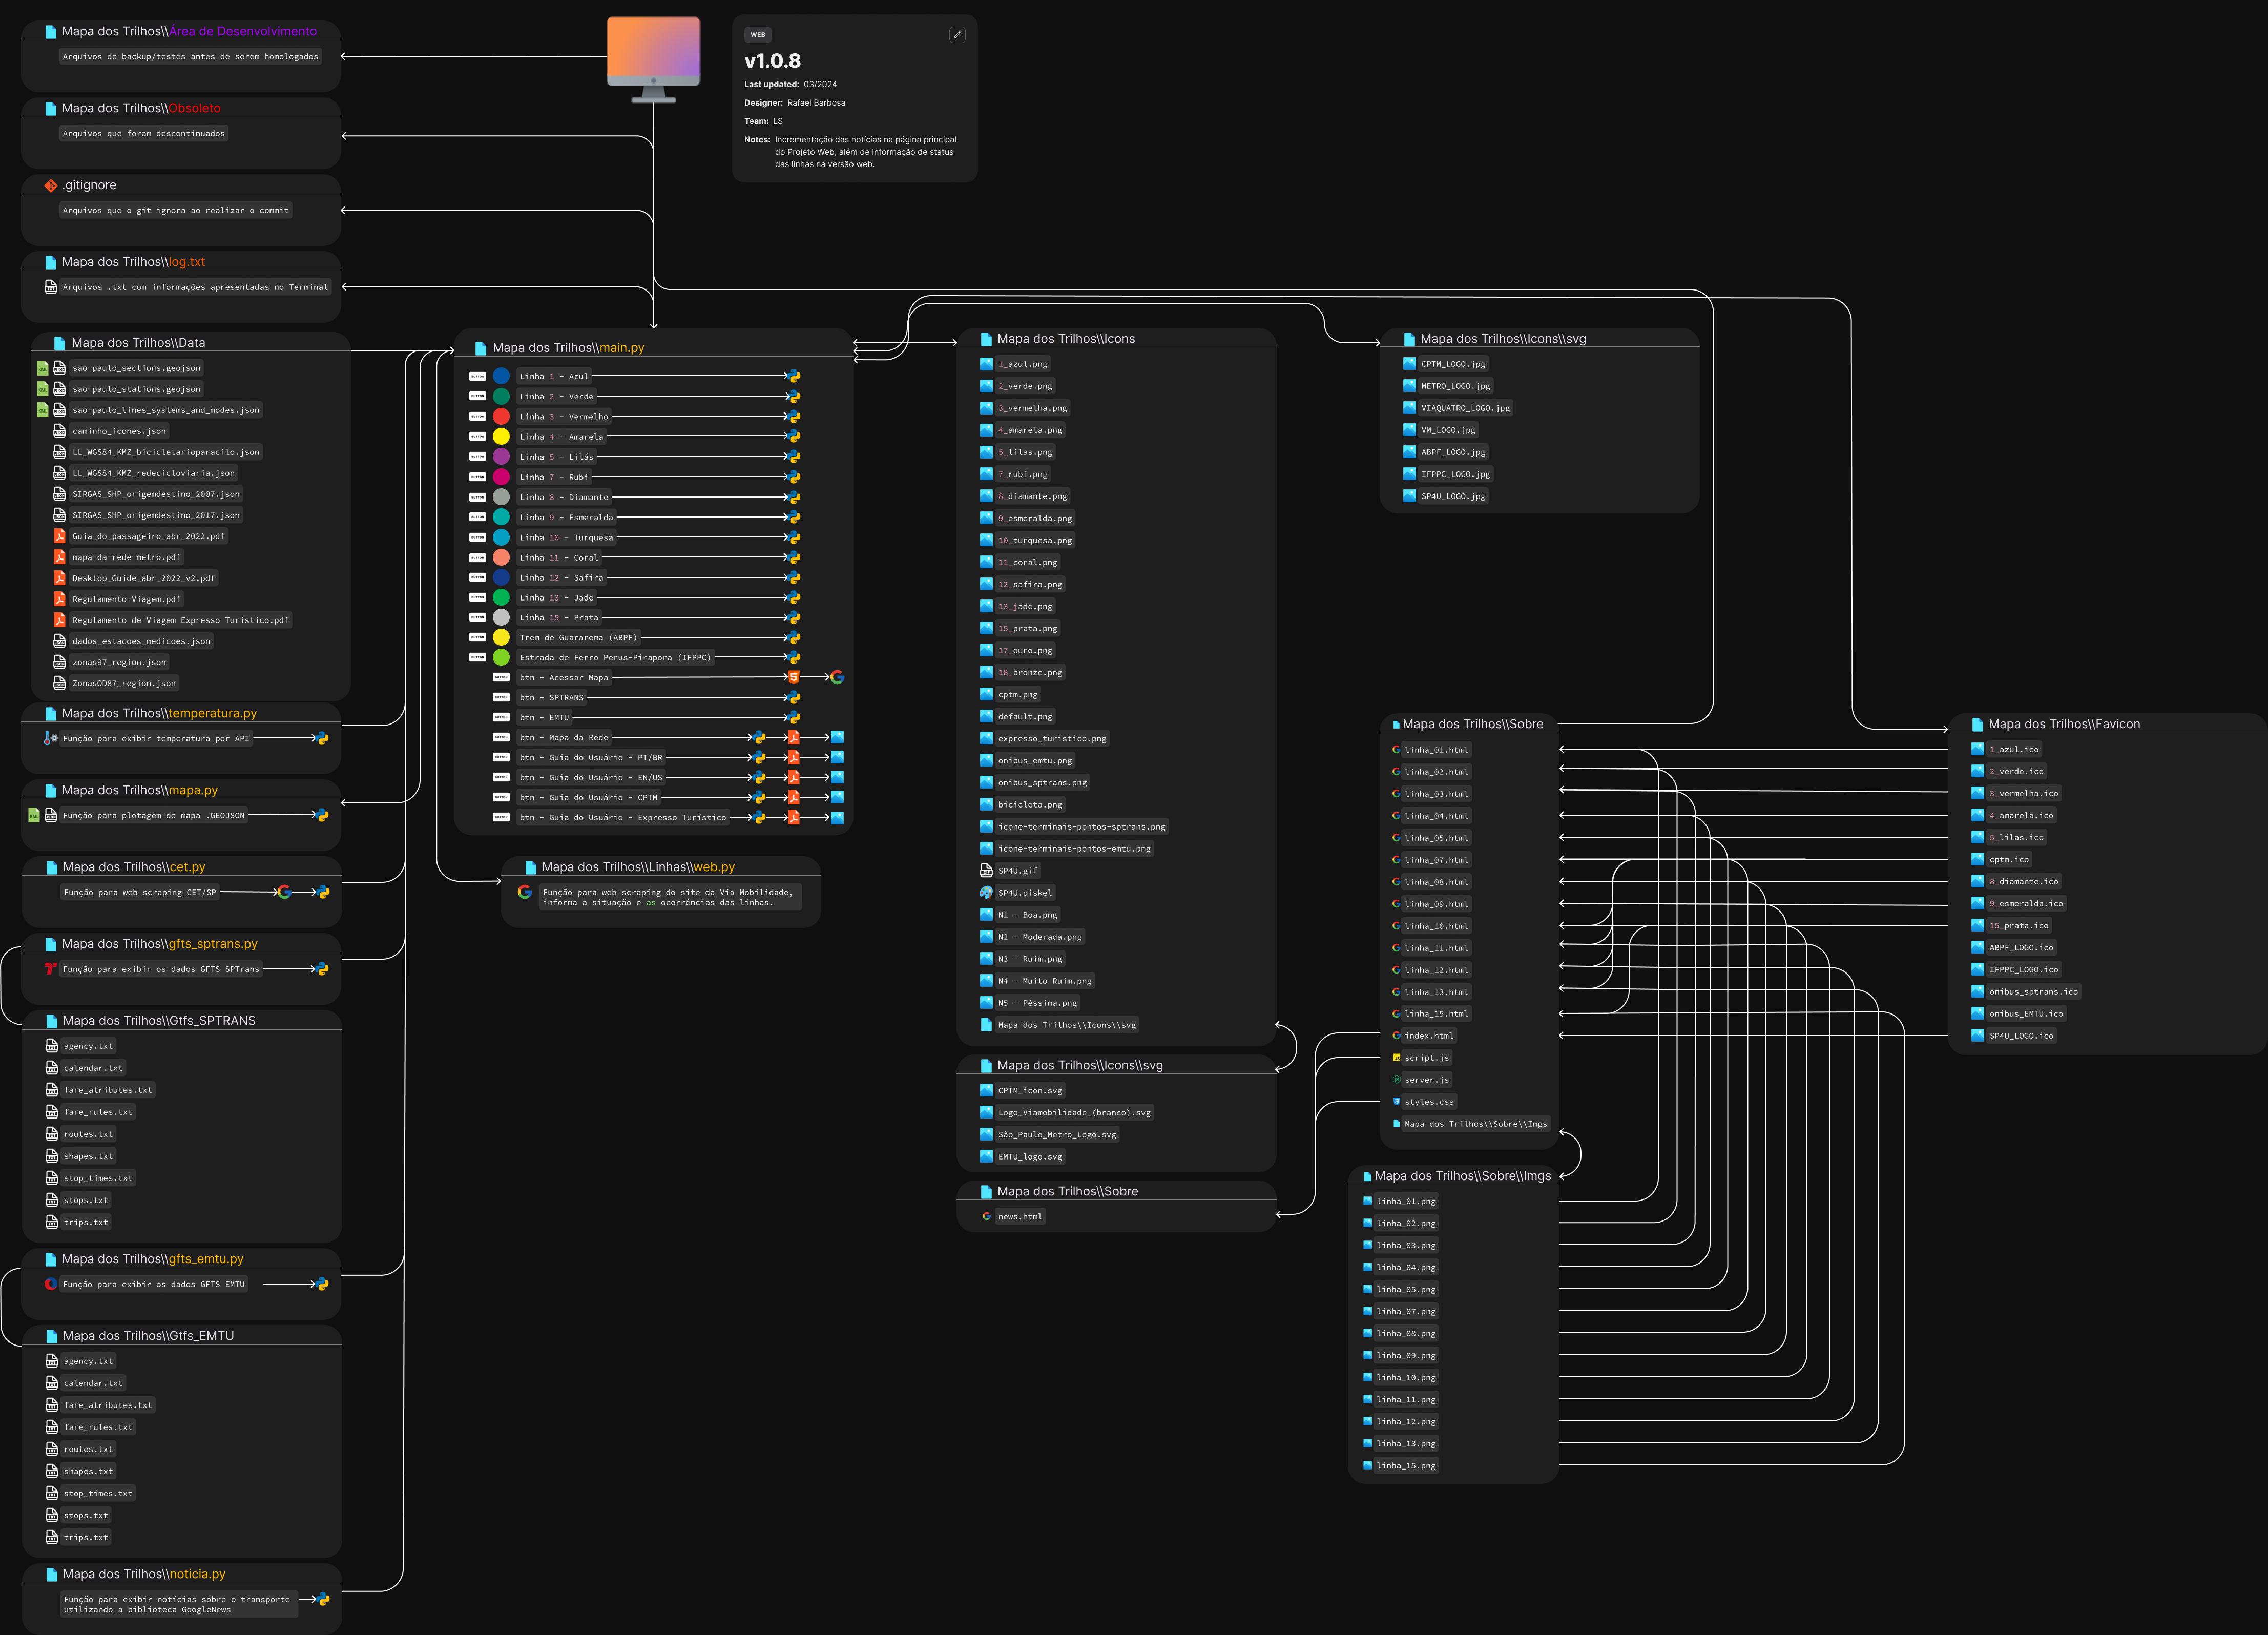 Mapa dos Trilhos\\Área de Desenvolvimento
Arquivos de backup/testes antes de serem homologados
Mapa dos Trilhos\\Obsoleto
Arquivos que foram descontinuados
.gitignore
Arquivos que o git ignora ao realizar o commit
Mapa dos Trilhos\\log.txt
Arquivos .txt com informações apresentadas no Terminal
WEB
v1.0.8
Last updated: 03/2024
Designer: Rafael Barbosa
Team: LS
Notes: Incrementação das notícias na página principal
do Projeto Web, além de informação de status
das linhas na versão web.
Mapa dos Trilhos\\Data
sao-paulo_sections.geojson
sao-paulo_stations.geojson
sao-paulo_lines_systems_and_modes.json
caminho_icones.json
LL_WGS84_KMZ_bicicletarioparacilo.json
LL_WGS84_KMZ_redecicloviaria.json
SIRGAS_SHP_origemdestino_2007.json
SIRGAS_SHP_origemdestino_2017.json
Guia_do_passageiro_abr_2022.pdf
mapa-da-rede-metro.pdf
Desktop_Guide_abr_2022_v2.pdf
Regulamento-Viagem.pdf
Regulamento de Viagem Expresso Turístico.pdf
dados_estacoes_medicoes.json
zonas97_region.json
ZonasOD87_region.json
Mapa dos Trilhos\\temperatura.py
Função para exibir temperatura por API
Mapa dos Trilhos\\mapa.py
Função para plotagem do mapa .GEOJSON
Mapa dos Trilhos\\cet.py
Função para web scraping CET/SP
Mapa dos Trilhos\\gfts_sptrans.py
Função para exibir os dados GFTS SPTrans
Mapa dos Trilhos\\Gtfs_SPTRANS
agency.txt
calendar.txt
fare_atributes.txt
fare_rules.txt
routes.txt
shapes.txt
stop_times.txt
stops.txt
trips.txt
Mapa dos Trilhos\\gfts_emtu.py
Função para exibir os dados GFTS EMTU
Mapa dos Trilhos\\Gtfs_EMTU
agency.txt
calendar.txt
fare_atributes.txt
fare_rules.txt
routes.txt
shapes.txt
stop_times.txt
stops.txt
trips.txt
Mapa dos Trilhos\\noticia.py
Função para exibir notícias sobre o transporte
utilizando a biblioteca GoogleNews
Mapa dos Trilhos\\main.py
BUTTON Linha 1 - Azul
BUTTON Linha 2 - Verde
BUTTON Linha 3 - Vermelho
BUTTON Linha 4 - Amarela
BUTTON Linha 5 - Lilás
BUTTON Linha 7 - Rubi
BUTTON Linha 8 - Diamante
BUTTON Linha 9 - Esmeralda
BUTTON Linha 10 - Turquesa
BUTTON Linha 11 - Coral
BUTTON Linha 12 - Safira
BUTTON Linha 13 - Jade
BUTTON Linha 15 - Prata
BUTTON Trem de Guararema (ABPF)
BUTTON Estrada de Ferro Perus-Pirapora (IFPPC)
BUTTON btn - Acessar Mapa
BUTTON btn - SPTRANS
BUTTON btn - EMTU
BUTTON btn - Mapa da Rede
BUTTON btn - Guia do Usuário - PT/BR
BUTTON btn - Guia do Usuário - EN/US
BUTTON btn - Guia do Usuário - CPTM
BUTTON btn - Guia do Usuário - Expresso Turístico
Mapa dos Trilhos\\Linhas\\web.py
Função para web scraping do site da Via Mobilidade,
informa a situação e as ocorrências das linhas.
Mapa dos Trilhos\\Icons
1_azul.png
2_verde.png
3_vermelha.png
4_amarela.png
5_lilas.png
7_rubi.png
8_diamante.png
9_esmeralda.png
10_turquesa.png
11_coral.png
12_safira.png
13_jade.png
15_prata.png
17_ouro.png
18_bronze.png
cptm.png
default.png
expresso_turistico.png
onibus_emtu.png
onibus_sptrans.png
bicicleta.png
icone-terminais-pontos-sptrans.png
icone-terminais-pontos-emtu.png
SP4U.gif
SP4U.piskel
N1 - Boa.png
N2 - Moderada.png
N3 - Ruim.png
N4 - Muito Ruim.png
N5 - Péssima.png
Mapa dos Trilhos\\Icons\\svg
Mapa dos Trilhos\\Icons\\svg
CPTM_icon.svg
Logo_Viamobilidade_(branco).svg
São_Paulo_Metro_Logo.svg
EMTU_logo.svg
Mapa dos Trilhos\\Sobre
news.html
Mapa dos Trilhos\\Icons\\svg
CPTM_LOGO.jpg
METRO_LOGO.jpg
VIAQUATRO_LOGO.jpg
VM_LOGO.jpg
ABPF_LOGO.jpg
IFPPC_LOGO.jpg
SP4U_LOGO.jpg
Mapa dos Trilhos\\Sobre
linha_01.html
linha_02.html
linha_03.html
linha_04.html
linha_05.html
linha_07.html
linha_08.html
linha_09.html
linha_10.html
linha_11.html
linha_12.html
linha_13.html
linha_15.html
index.html
script.js
server.js
styles.css
Mapa dos Trilhos\\Sobre\\Imgs
Mapa dos Trilhos\\Sobre\\Imgs
linha_01.png
linha_02.png
linha_03.png
linha_04.png
linha_05.png
linha_07.png
linha_08.png
linha_09.png
linha_10.png
linha_11.png
linha_12.png
linha_13.png
linha_15.png
Mapa dos Trilhos\\Favicon
1_azul.ico
2_verde.ico
3_vermelha.ico
4_amarela.ico
5_lilas.ico
cptm.ico
8_diamante.ico
9_esmeralda.ico
15_prata.ico
ABPF_LOGO.ico
IFPPC_LOGO.ico
onibus_sptrans.ico
onibus_EMTU.ico
SP4U_LOGO.ico